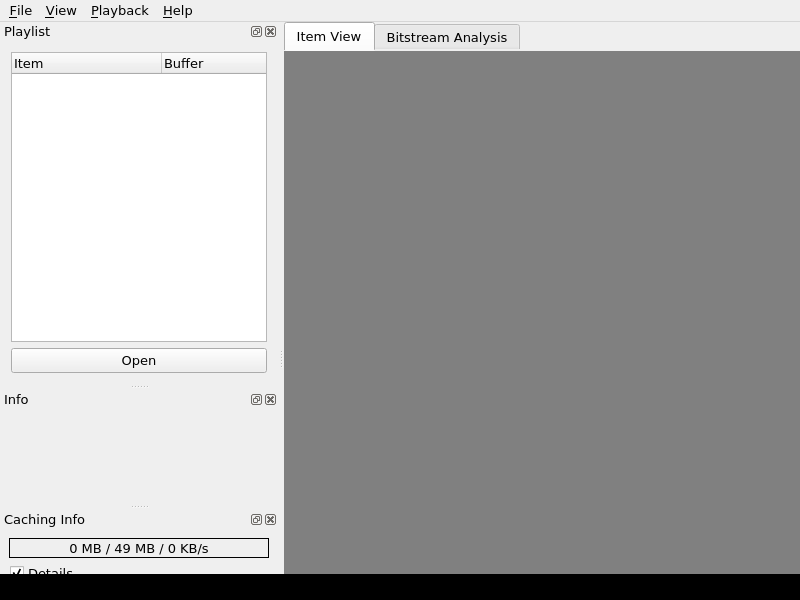 File View Playback Help
Playlist
Item Buffer
Open
Info
Caching Info
0 MB / 49 MB / 0 KB/s
Details
Item View Bitstream Analysis